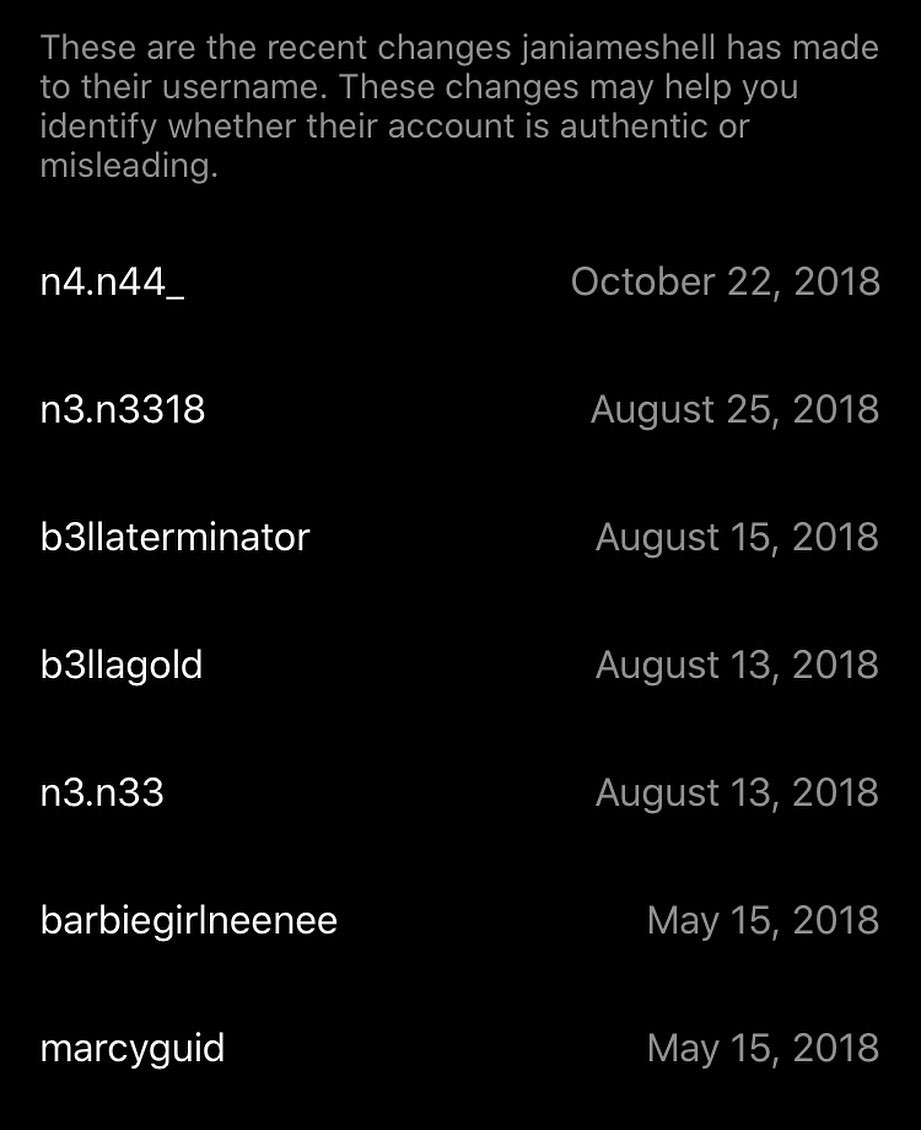 These are the recent changes janiameshell has made
to their username. These changes may help you
identify whether their account is authentic or
misleading.
n4.n44_ October 22, 2018
n3.n3318 August 25, 2018
b3llaterminator August 15, 2018
b3llagold August 13, 2018
n3.n33 August 13, 2018
barbiegirlneenee May 15, 2018
marcyguid May 15, 2018